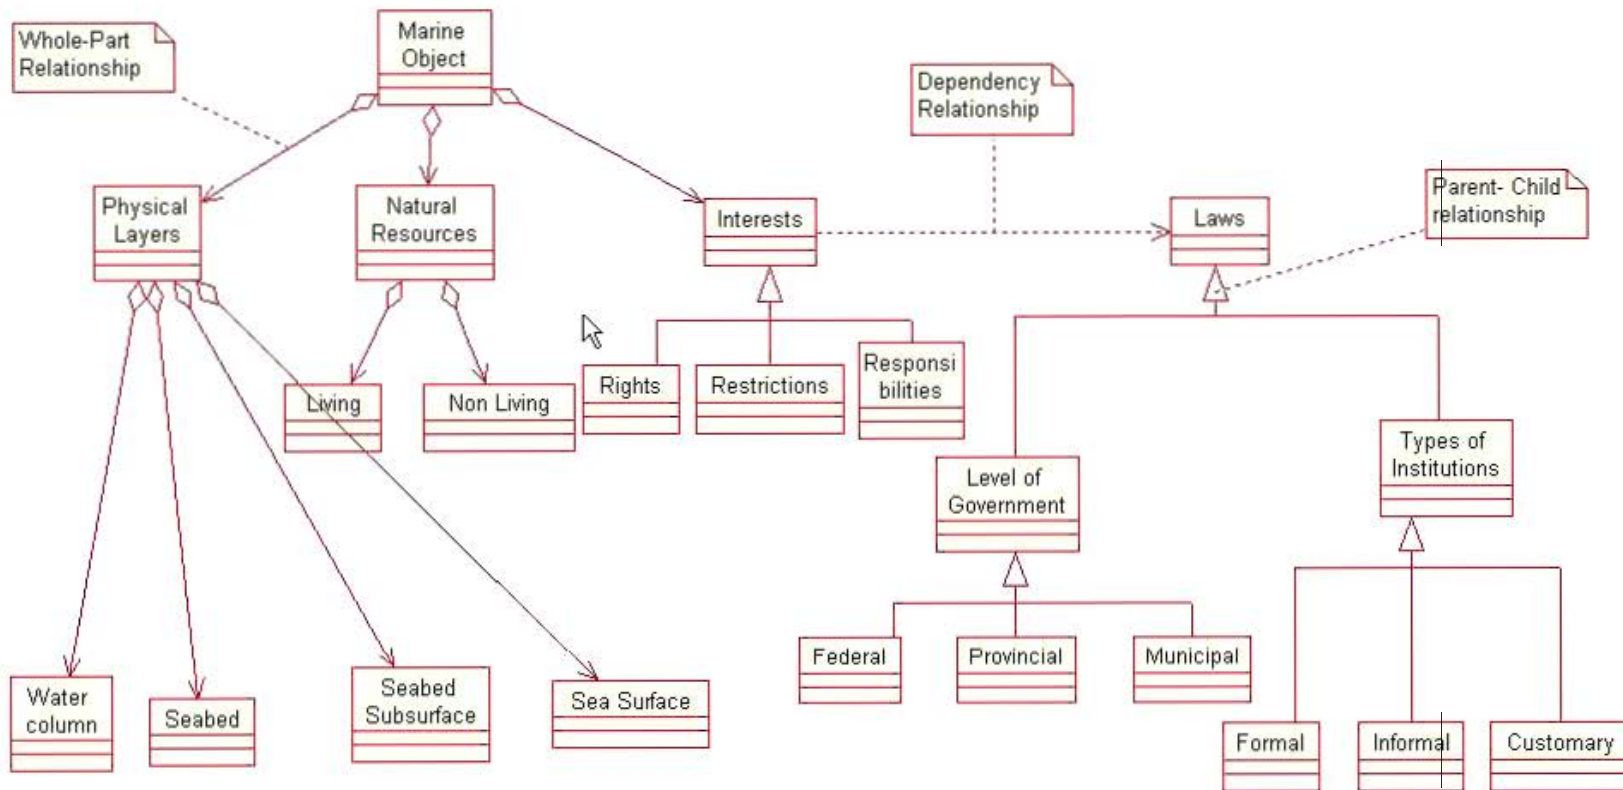 Whole-Part
Relationship
Marine
Object
Dependency
Relationship
Parent- Child
relationship
Physical
Layers
Natural
Resources
Interests
Laws
Living
Non Living
Rights
Restrictions
Responsi
bilities
Level of
Government
Types of
Institutions
Federal
Provincial
Municipal
Water
column
Seabed
Seabed
Subsurface
Sea Surface
Formal
Informal
Customary